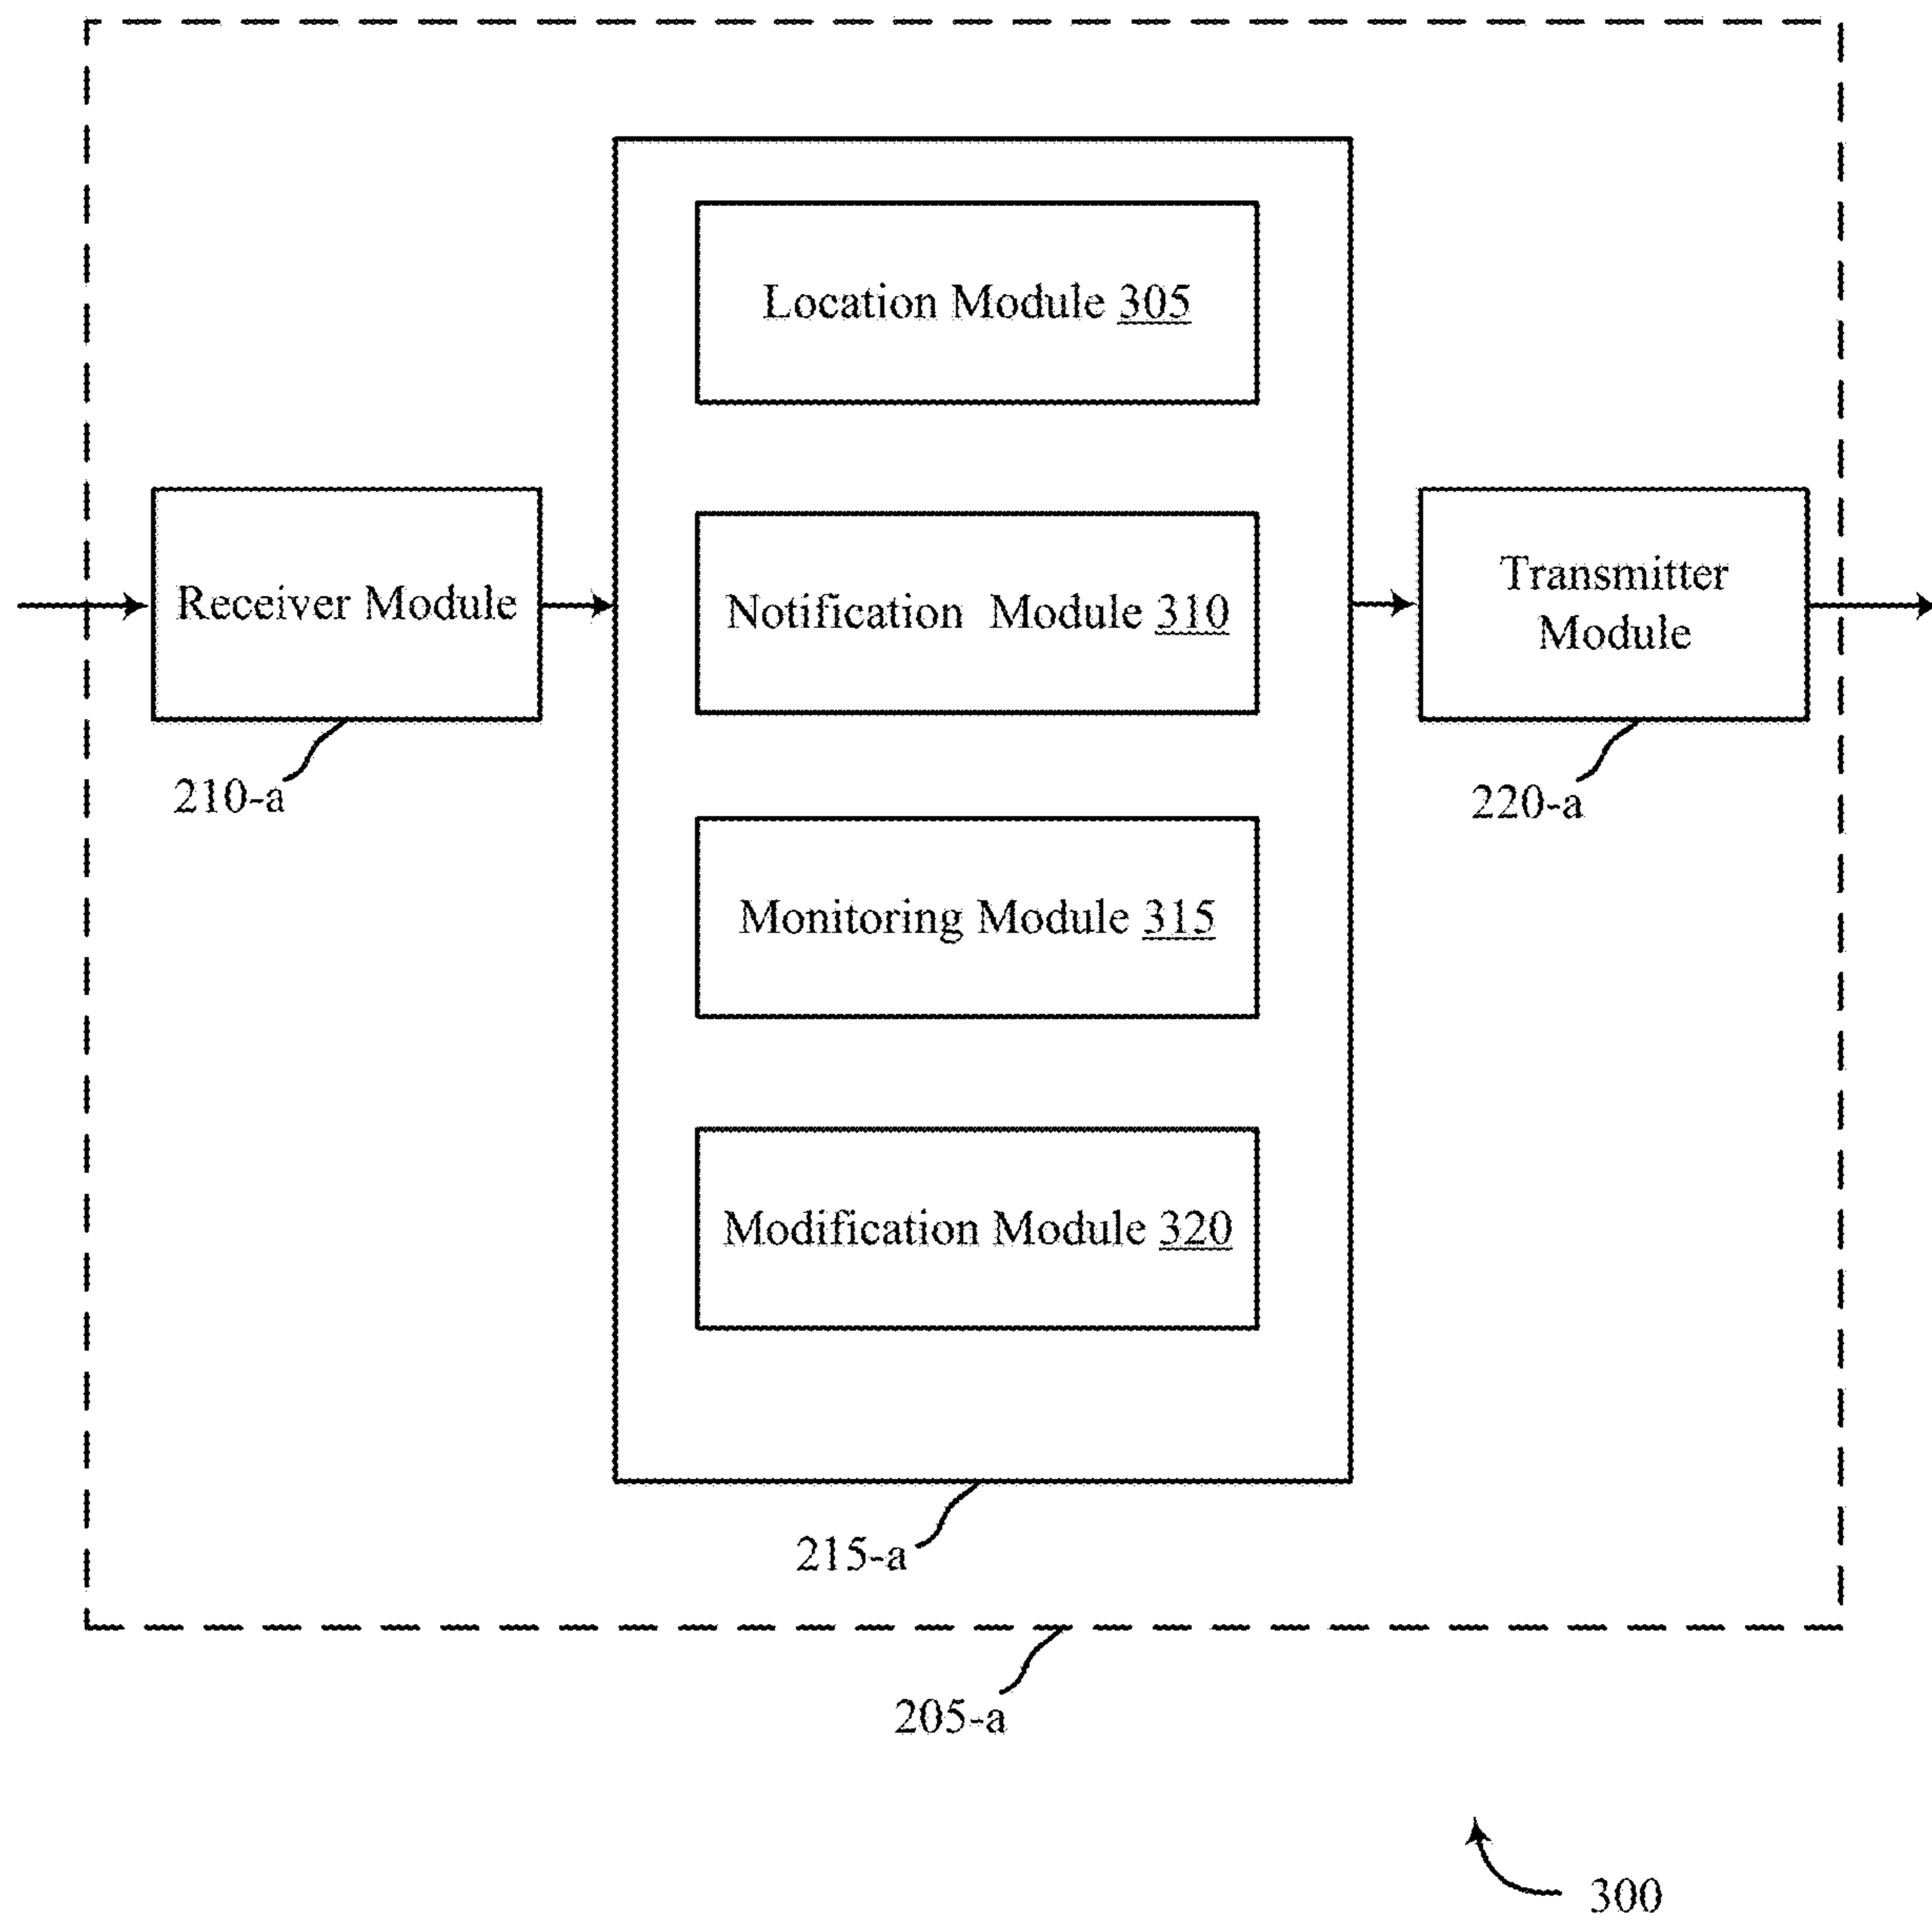 Location Module 305
Receiver Module
Notification Module 310
Transmitter
Module
210-a
220-a
Monitoring Module 315
Modification Module 320
215-a
205-a
300